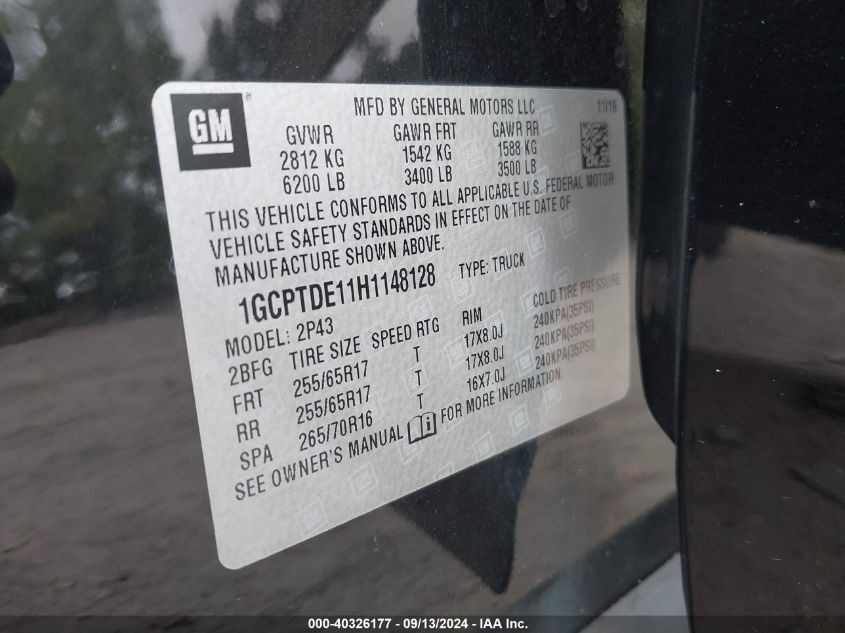 GM
MFD BY GENERAL MOTORS LLC 11/16
GVWR GAWR FRT GAWR RR
2812 KG 1542 KG 1588 KG
6200 LB 3400 LB 3500 LB
THIS VEHICLE CONFORMS TO ALL APPLICABLE U.S. FEDERAL MOTOR
VEHICLE SAFETY STANDARDS IN EFFECT ON THE DATE OF
MANUFACTURE SHOWN ABOVE.
1GCPTDE11H1148128 TYPE: TRUCK
MODEL: 2P43
2BFG TIRE SIZE SPEED RTG RIM COLD TIRE PRESSURE
FRT 255/65R17 T 17X8.0J 240KPA(35PSI)
RR 255/65R17 T 17X8.0J 240KPA(35PSI)
SPA 265/70R16 T 16X7.0J 240KPA(35PSI)
SEE OWNER'S MANUAL FOR MORE INFORMATION.
000-40326177 - 09/13/2024 - IAA Inc.